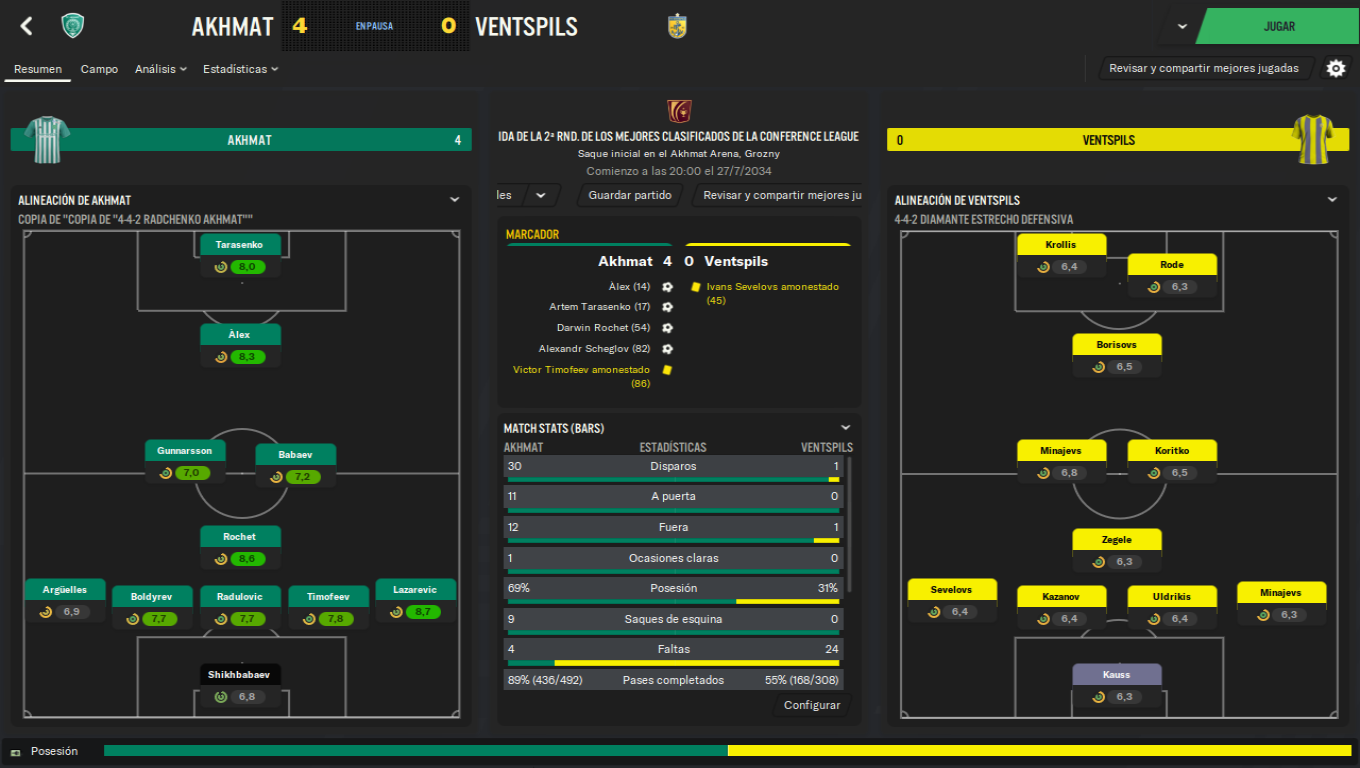 AKHMAT 4 EN PAUSA 0 VENTSPILS
JUGAR
Resumen Campo Análisis Estadísticas
Revisar y compartir mejores jugadas
AKHMAT 4
ALINEACIÓN DE AKHMAT
COPIA DE "COPIA DE "4-4-2 RADCHENKO AKHMAT""
Tarasenko
8,0
Àlex
8,3
Gunnarsson
7,0
Babaev
7,2
Rochet
8,6
Argüelles
6,9
Boldyrev
7,7
Radulovic
7,7
Timofeev
7,8
Lazarevic
8,7
Shikhbabaev
6,8
IDA DE LA 2ª RND. DE LOS MEJORES CLASIFICADOS DE LA CONFERENCE LEAGUE
Saque inicial en el Akhmat Arena, Grozny
Comienzo a las 20:00 el 27/7/2034
les Guardar partido Revisar y compartir mejores ju
MARCADOR
Akhmat 4 0 Ventspils
Àlex (14)
Artem Tarasenko (17)
Darwin Rochet (54)
Alexandr Scheglov (82)
Victor Timofeev amonestado
(86)
Ivans Sevelovs amonestado
(45)
MATCH STATS (BARS)
AKHMAT ESTADÍSTICAS VENTSPILS
30 Disparos 1
11 A puerta 0
12 Fuera 1
1 Ocasiones claras 0
69% Posesión 31%
9 Saques de esquina 0
4 Faltas 24
89% (436/492) Pases completados 55% (168/308)
Configurar
0 VENTSPILS
ALINEACIÓN DE VENTSPILS
4-4-2 DIAMANTE ESTRECHO DEFENSIVA
Krollis
6,4
Rode
6,3
Borisovs
6,5
Minajevs
6,8
Koritko
6,5
Zegele
6,3
Sevelovs
6,4
Kazanov
6,4
Uldrikis
6,4
Minajevs
6,3
Kauss
6,3
Posesión